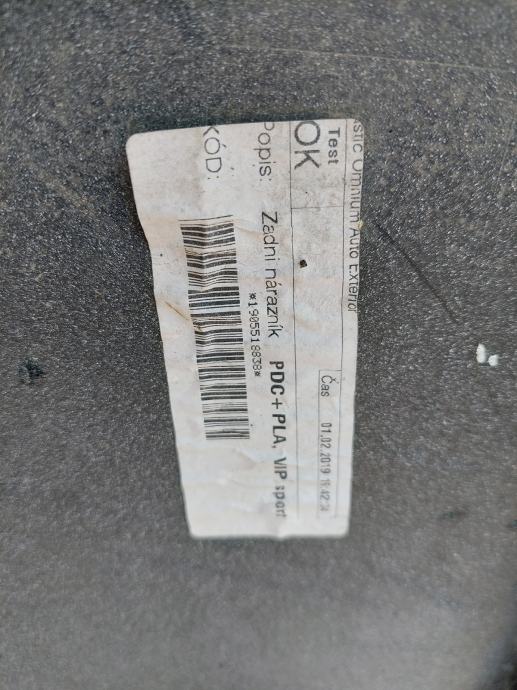 stic Omnium Auto Exterior
Test
OK
Čas 01.02.2019
Popis: Zadní nárazník PDC+PLA, VIP sport
KÓD:
*1905518838*